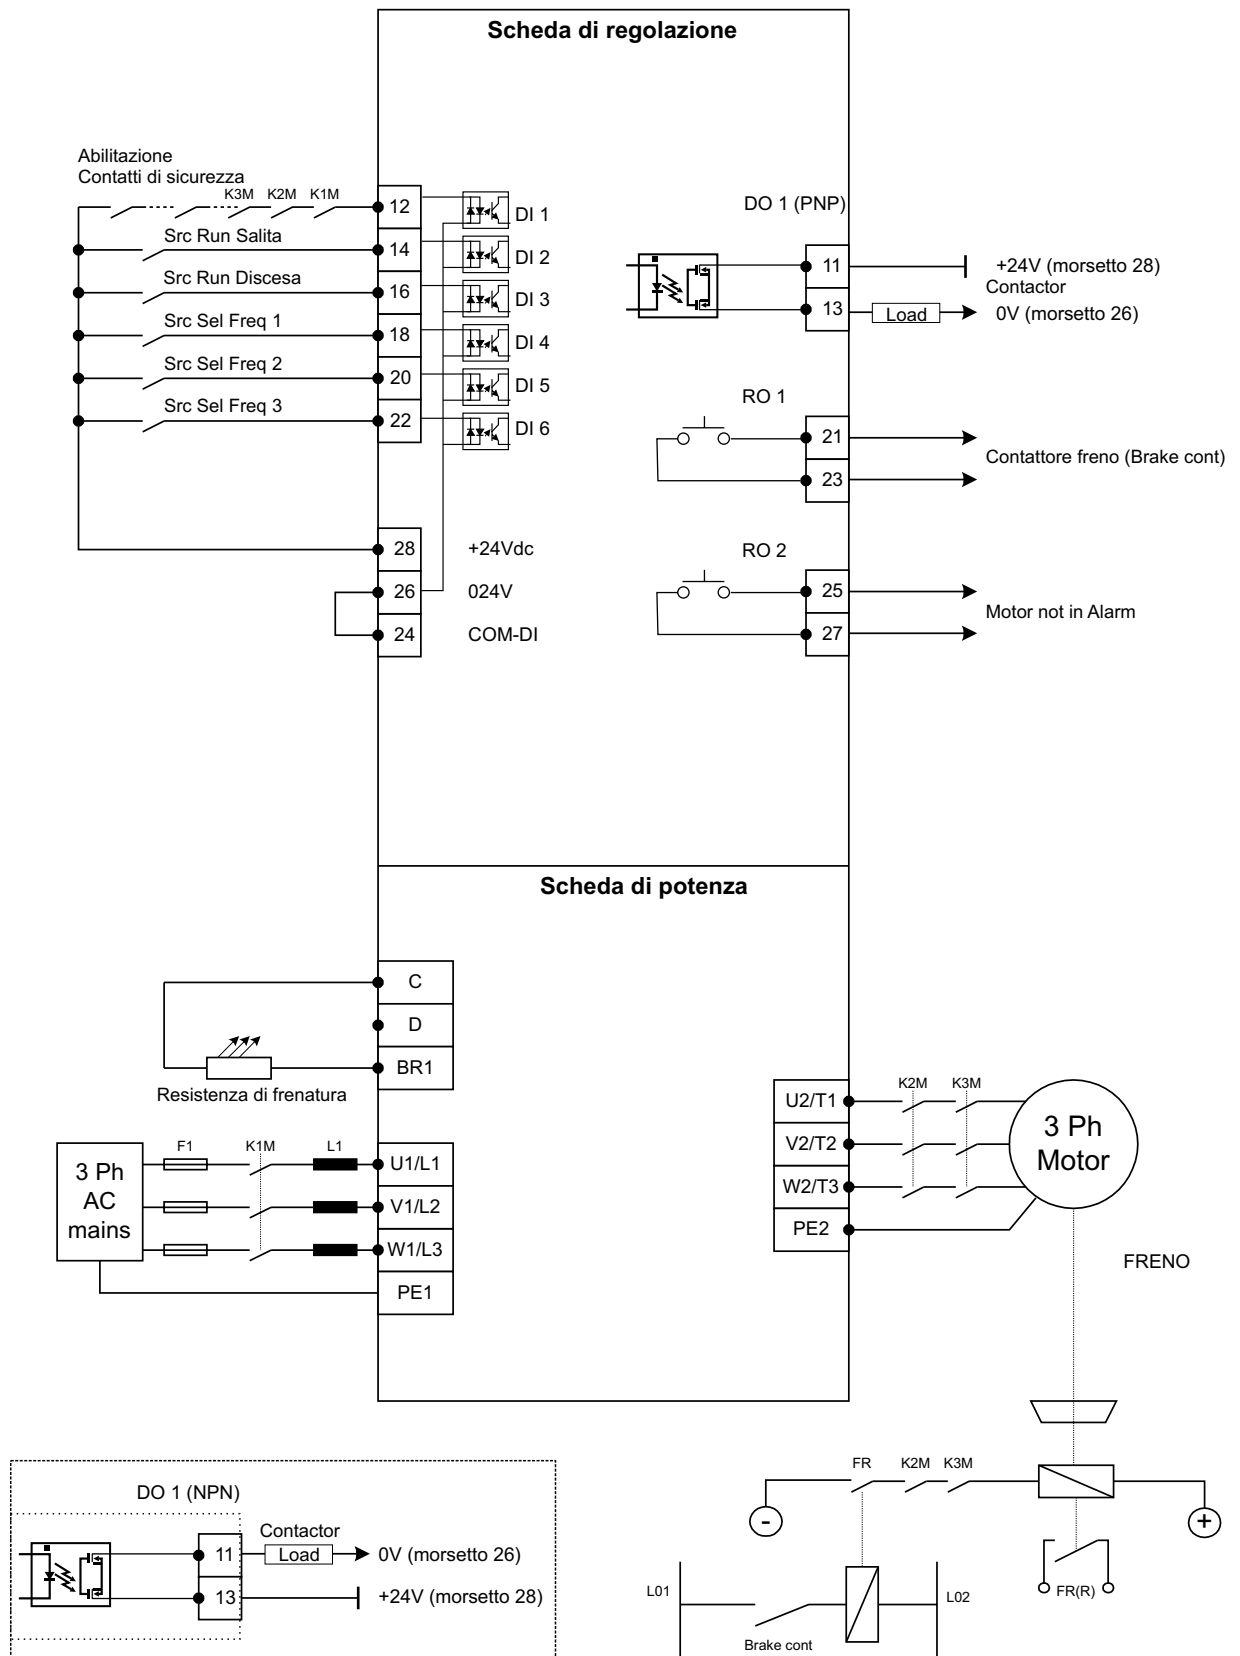 Scheda di regolazione
Abilitazione
Contatti di sicurezza
K3M K2M K1M
12
DI 1
Src Run Salita
14
DI 2
Src Run Discesa
16
DI 3
Src Sel Freq 1
18
DI 4
Src Sel Freq 2
20
DI 5
Src Sel Freq 3
22
DI 6
28
+24Vdc
26
024V
24
COM-DI
DO 1 (PNP)
11
+24V (morsetto 28)
Contactor
13
Load
0V (morsetto 26)
RO 1
21
Contattore freno (Brake cont)
23
RO 2
25
Motor not in Alarm
27
Scheda di potenza
C
D
BR1
Resistenza di frenatura
3 Ph
AC
mains
F1
K1M
L1
U1/L1
V1/L2
W1/L3
PE1
U2/T1
V2/T2
W2/T3
PE2
K2M
K3M
3 Ph
Motor
FRENO
FR K2M K3M
-
+
FR(R)
L01
L02
Brake cont
DO 1 (NPN)
Contactor
11
Load
0V (morsetto 26)
13
+24V (morsetto 28)